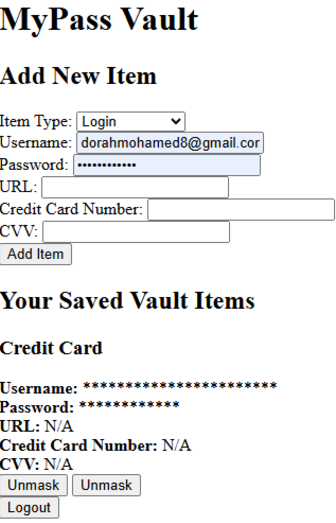 MyPass Vault
Add New Item
Item Type: Login
Username: dorahmohamed8@gmail.cor
Password: ••••••••••••
URL:
Credit Card Number:
CVV:
Add Item
Your Saved Vault Items
Credit Card
Username: ***********************
Password: ************
URL: N/A
Credit Card Number: N/A
CVV: N/A
Unmask Unmask
Logout